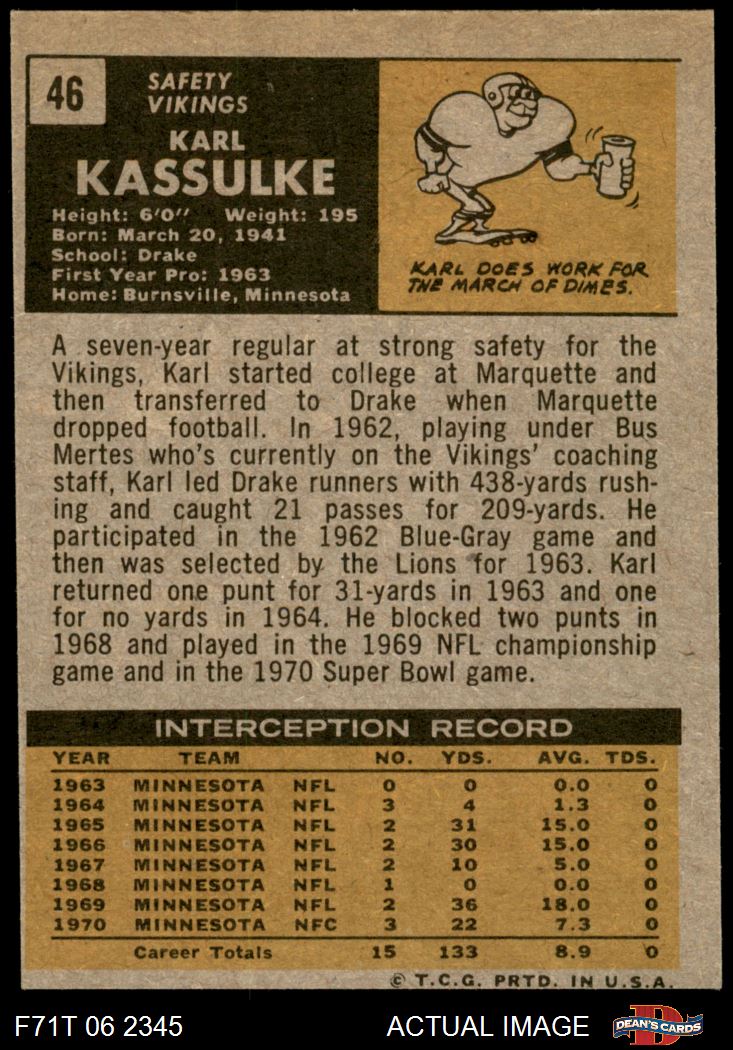 46
SAFETY
VIKINGS
KARL
KASSULKE
Height: 6'0" Weight: 195
Born: March 20, 1941
School: Drake
First Year Pro: 1963
Home: Burnsville, Minnesota
KARL DOES WORK FOR
THE MARCH OF DIMES.
A seven-year regular at strong safety for the
Vikings, Karl started college at Marquette and
then transferred to Drake when Marquette
dropped football. In 1962, playing under Bus
Mertes who's currently on the Vikings' coaching
staff, Karl led Drake runners with 438-yards rush-
ing and caught 21 passes for 209-yards. He
participated in the 1962 Blue-Gray game and
then was selected by the Lions for 1963. Karl
returned one punt for 31-yards in 1963 and one
for no yards in 1964. He blocked two punts in
1968 and played in the 1969 NFL championship
game and in the 1970 Super Bowl game.
INTERCEPTION RECORD
YEAR TEAM NO. YDS. AVG. TDS.
1963 MINNESOTA NFL 0 0 0.0 0
1964 MINNESOTA NFL 3 4 1.3 0
1965 MINNESOTA NFL 2 31 15.0 0
1966 MINNESOTA NFL 2 30 15.0 0
1967 MINNESOTA NFL 2 10 5.0 0
1968 MINNESOTA NFL 1 0 0.0 0
1969 MINNESOTA NFL 2 36 18.0 0
1970 MINNESOTA NFC 3 22 7.3 0
Career Totals 15 133 8.9 0
© T.C.G. PRTD. IN U.S.A.
F71T 06 2345 ACTUAL IMAGE D DEAN'S CARDS